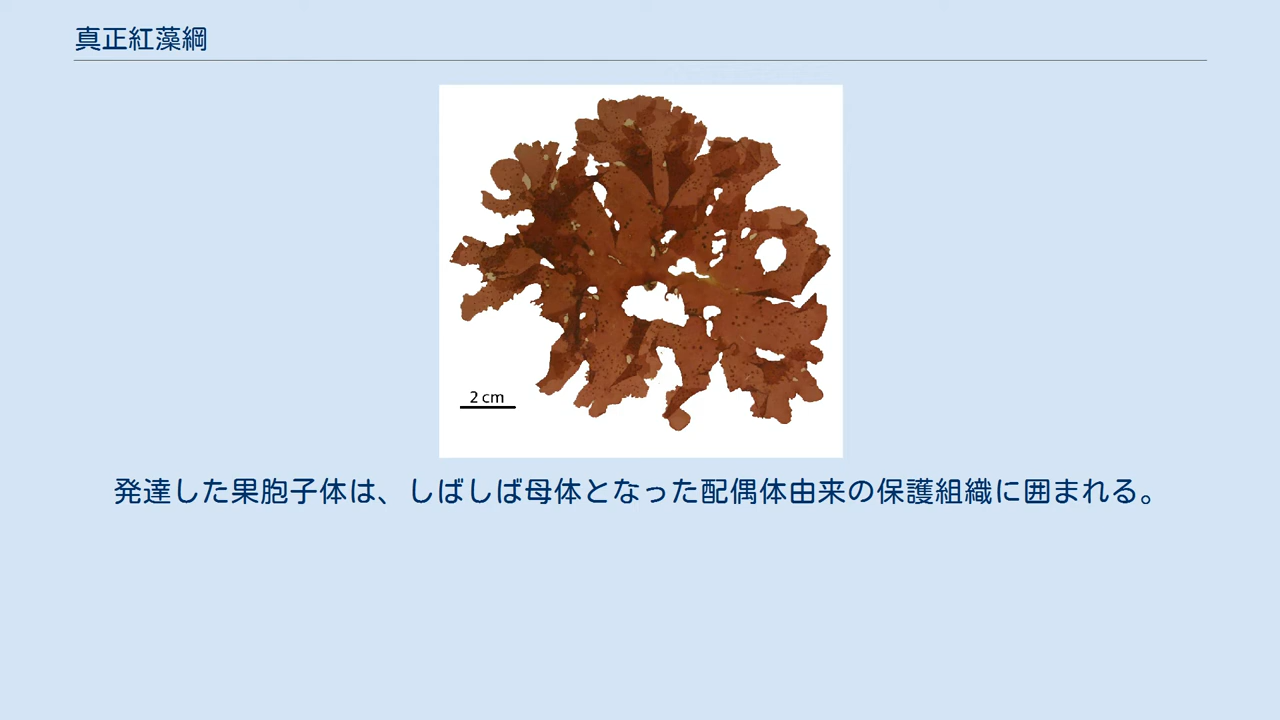 真正紅藻綱
2 cm
発達した果胞子体は、しばしば母体となった配偶体由来の保護組織に囲まれる。